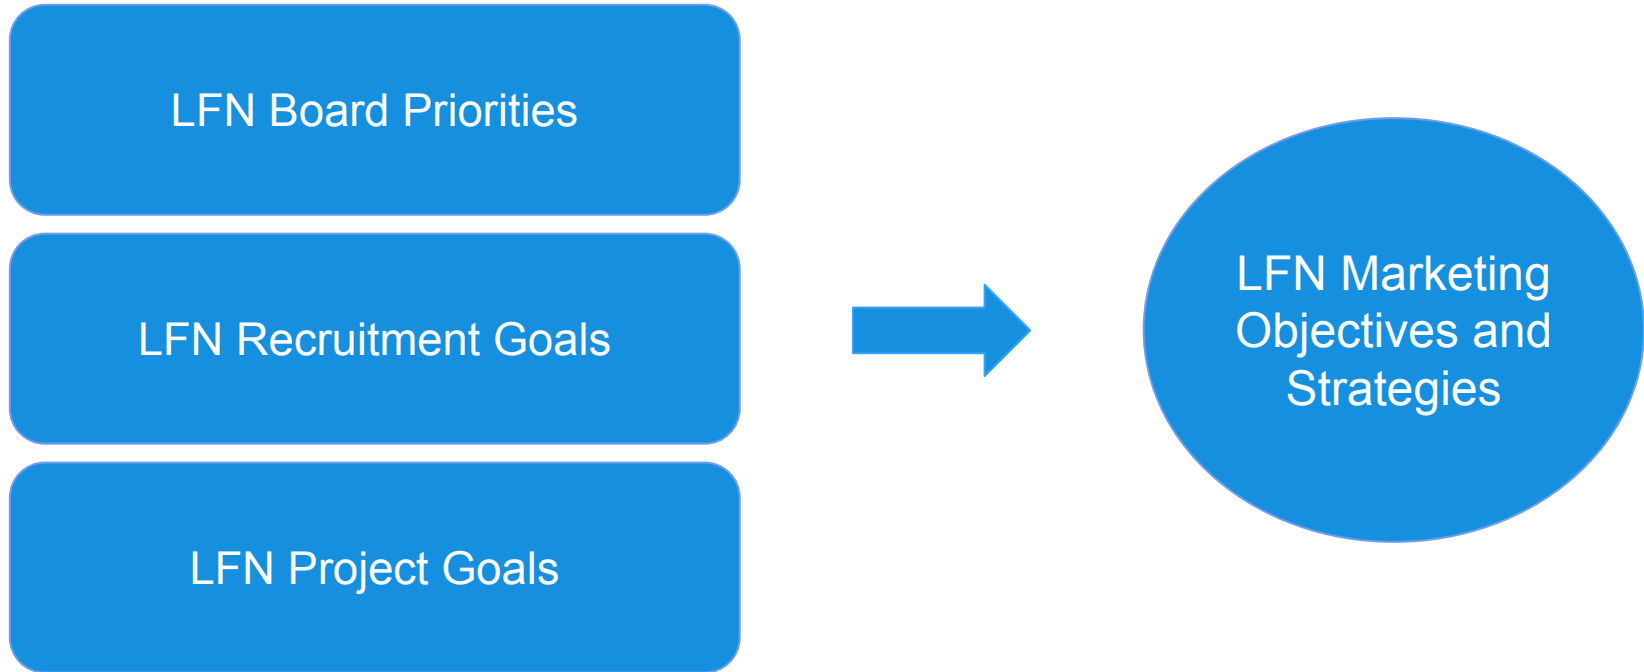 LFN Board Priorities
LFN Recruitment Goals
LFN Project Goals
LFN Marketing
Objectives and
Strategies